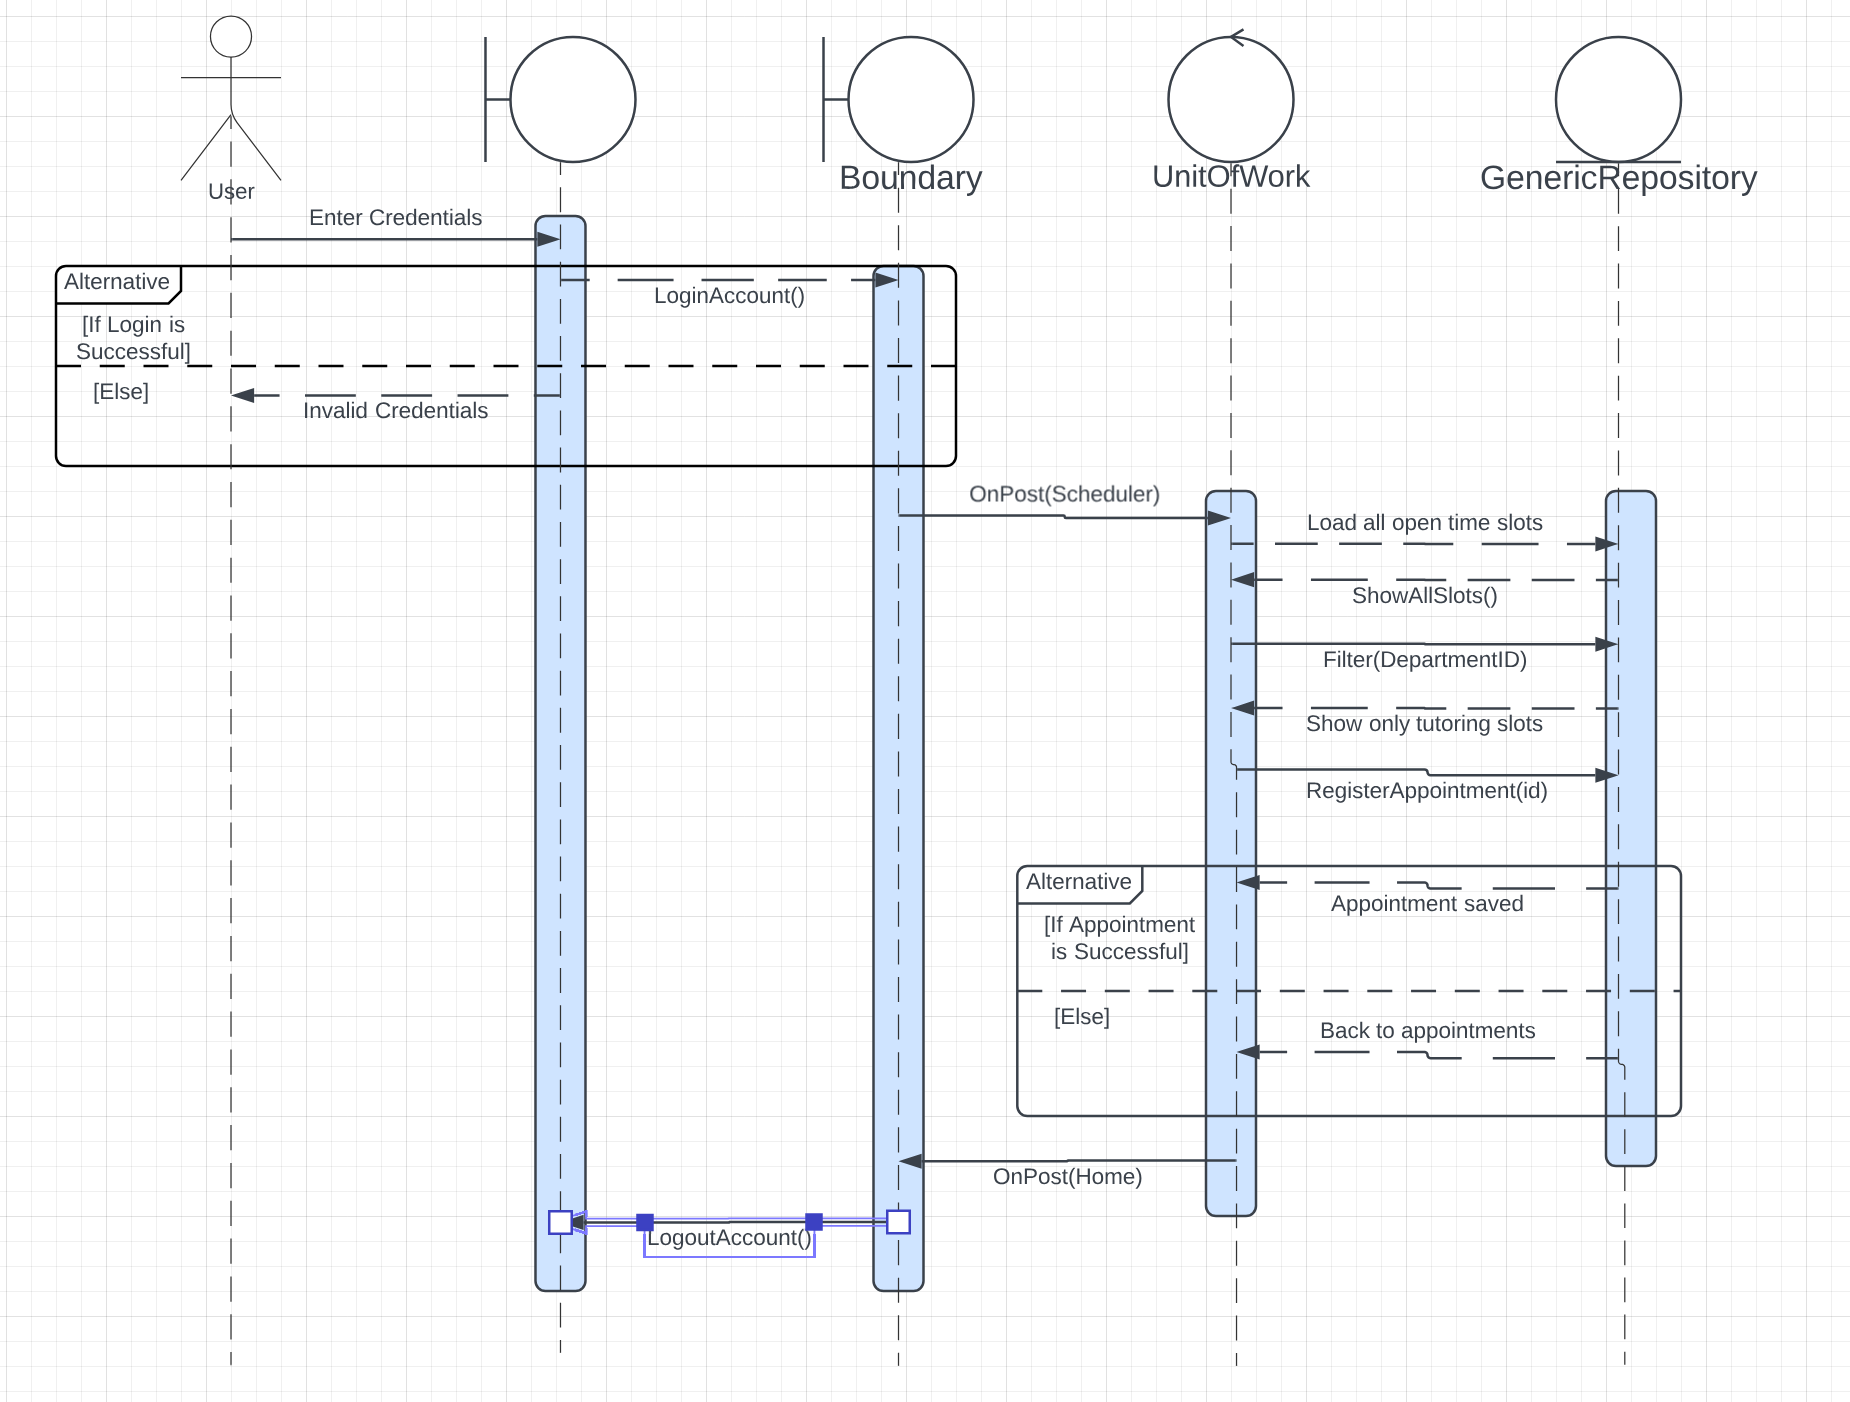 User
Boundary
UnitOfWork
GenericRepository
Enter Credentials
Alternative
LoginAccount()
[If Login is
Successful]
[Else]
Invalid Credentials
OnPost(Scheduler)
Load all open time slots
ShowAllSlots()
Filter(DepartmentID)
Show only tutoring slots
RegisterAppointment(id)
Alternative
Appointment saved
[If Appointment
is Successful]
[Else]
Back to appointments
OnPost(Home)
LogoutAccount()